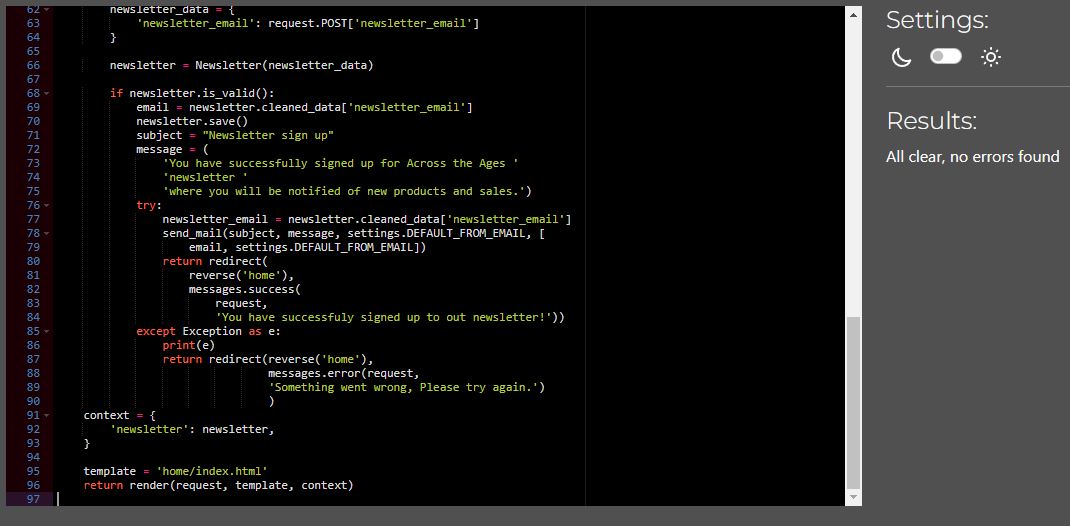 62 newsletter_data = {
63 'newsletter_email': request.POST['newsletter_email']
64 }
65
66 newsletter = Newsletter(newsletter_data)
67
68 if newsletter.is_valid():
69 email = newsletter.cleaned_data['newsletter_email']
70 newsletter.save()
71 subject = "Newsletter sign up"
72 message = (
73 'You have successfully signed up for Across the Ages '
74 'newsletter '
75 'where you will be notified of new products and sales.')
76 try:
77 newsletter_email = newsletter.cleaned_data['newsletter_email']
78 send_mail(subject, message, settings.DEFAULT_FROM_EMAIL, [
79 email, settings.DEFAULT_FROM_EMAIL])
80 return redirect(
81 reverse('home'),
82 messages.success(
83 request,
84 'You have successfuly signed up to out newsletter!'))
85 except Exception as e:
86 print(e)
87 return redirect(reverse('home'),
88 messages.error(request,
89 'Something went wrong, Please try again.')
90 )
91 context = {
92 'newsletter': newsletter,
93 }
94
95 template = 'home/index.html'
96 return render(request, template, context)
97
Settings:
Results:
All clear, no errors found